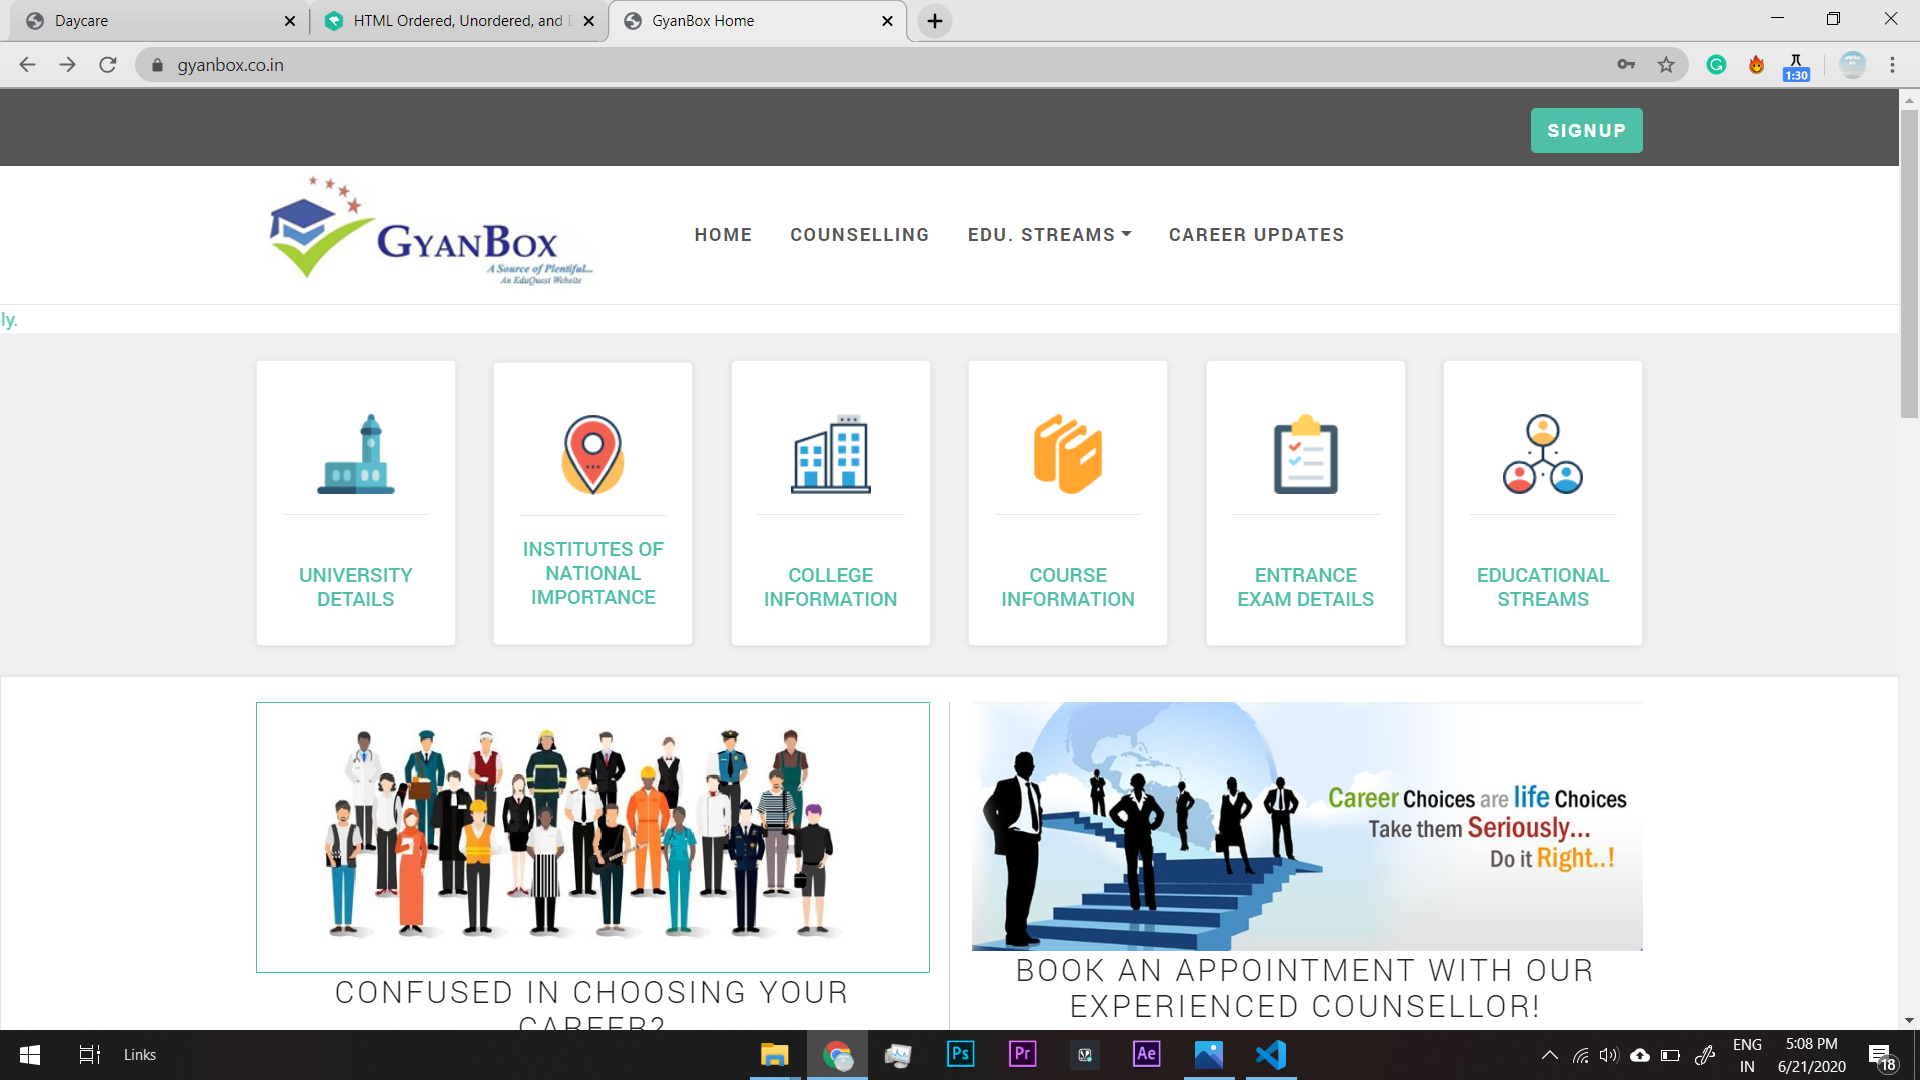 Daycare
HTML Ordered, Unordered, and
GyanBox Home
gyanbox.co.in
1:30
SIGNUP
GYANBOX
A Source of Plentiful...
An EduQuest Website
HOME
COUNSELLING
EDU. STREAMS
CAREER UPDATES
ly.
UNIVERSITY
DETAILS
INSTITUTES OF
NATIONAL
IMPORTANCE
COLLEGE
INFORMATION
COURSE
INFORMATION
ENTRANCE
EXAM DETAILS
EDUCATIONAL
STREAMS
Career Choices are life Choices
Take them Seriously...
Do it Right..!
CONFUSED IN CHOOSING YOUR
CAREER?
BOOK AN APPOINTMENT WITH OUR
EXPERIENCED COUNSELLOR!
Links
Ps
Pr
Ae
ENG
IN
5:08 PM
6/21/2020
18